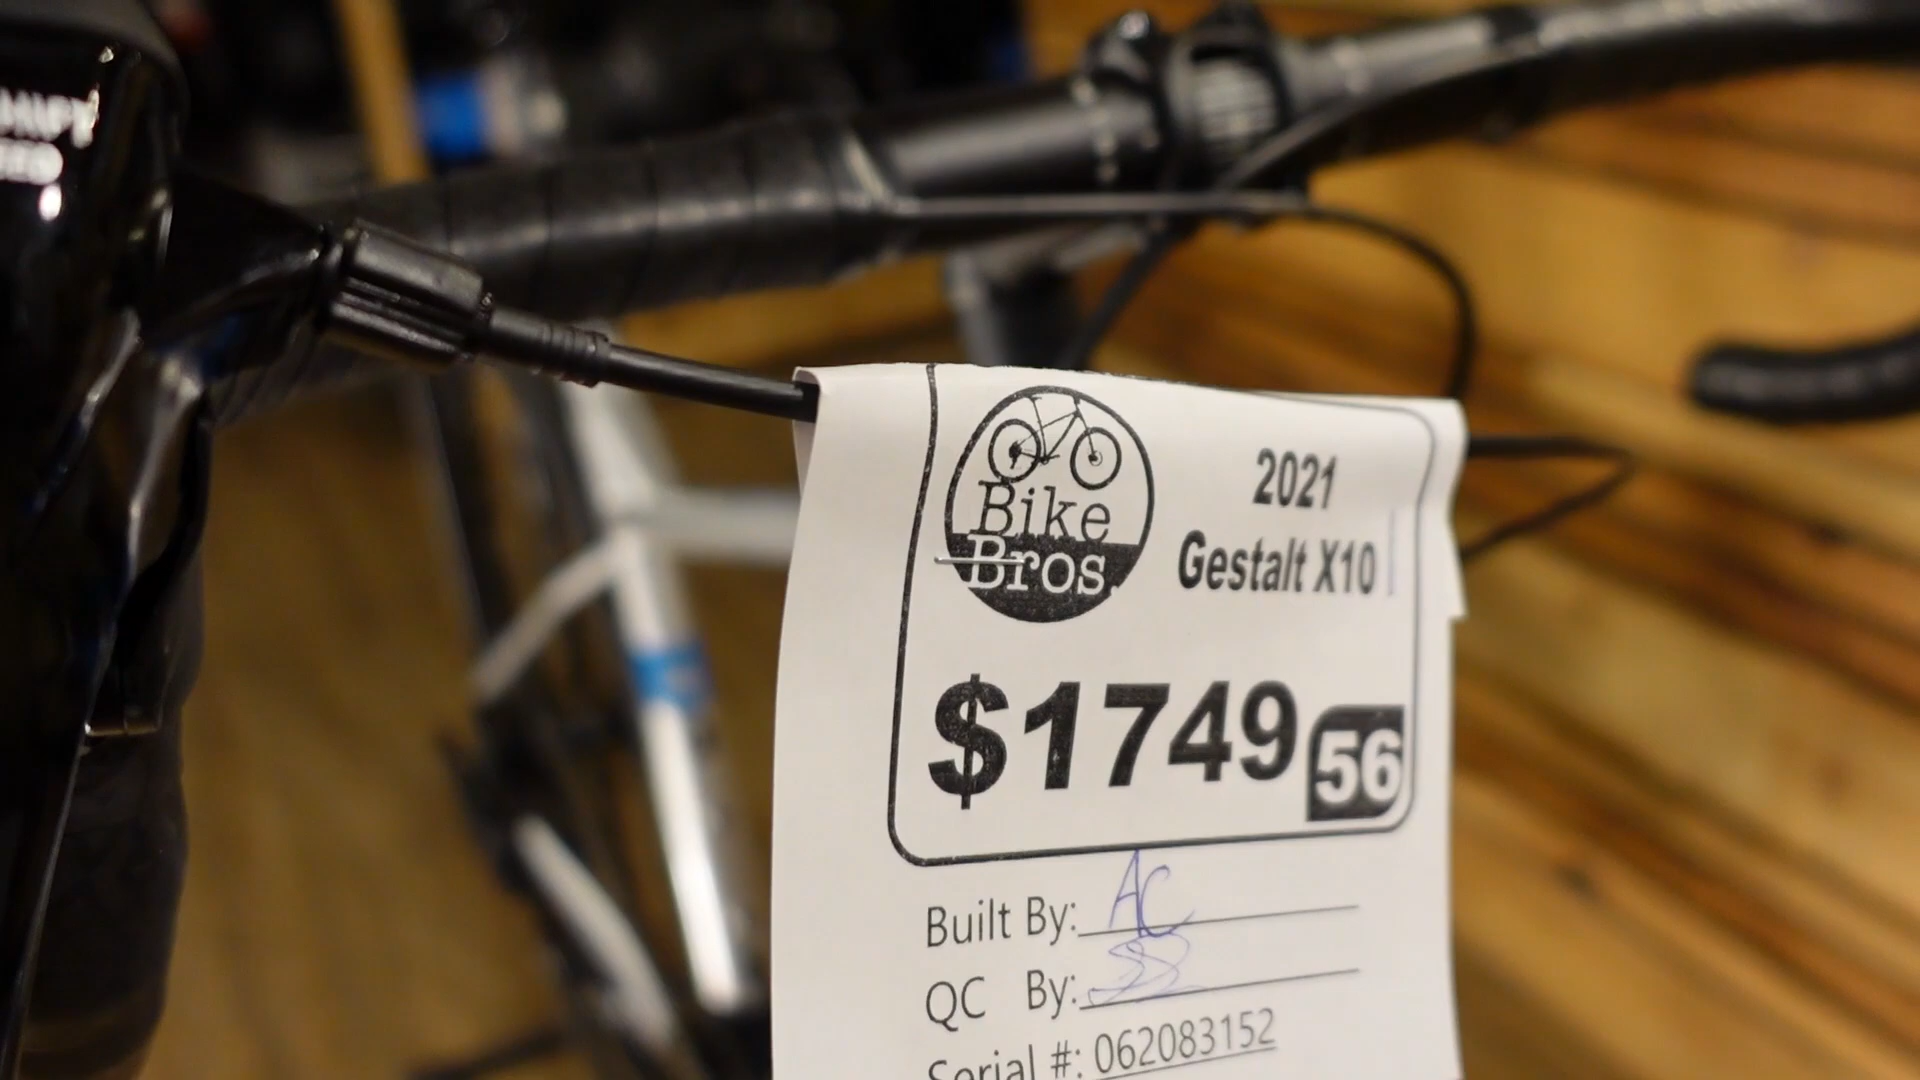 Bike
Bros.
2021
Gestalt X10
$1749
56
Built By: AC
QC By:
Serial #: 062083152